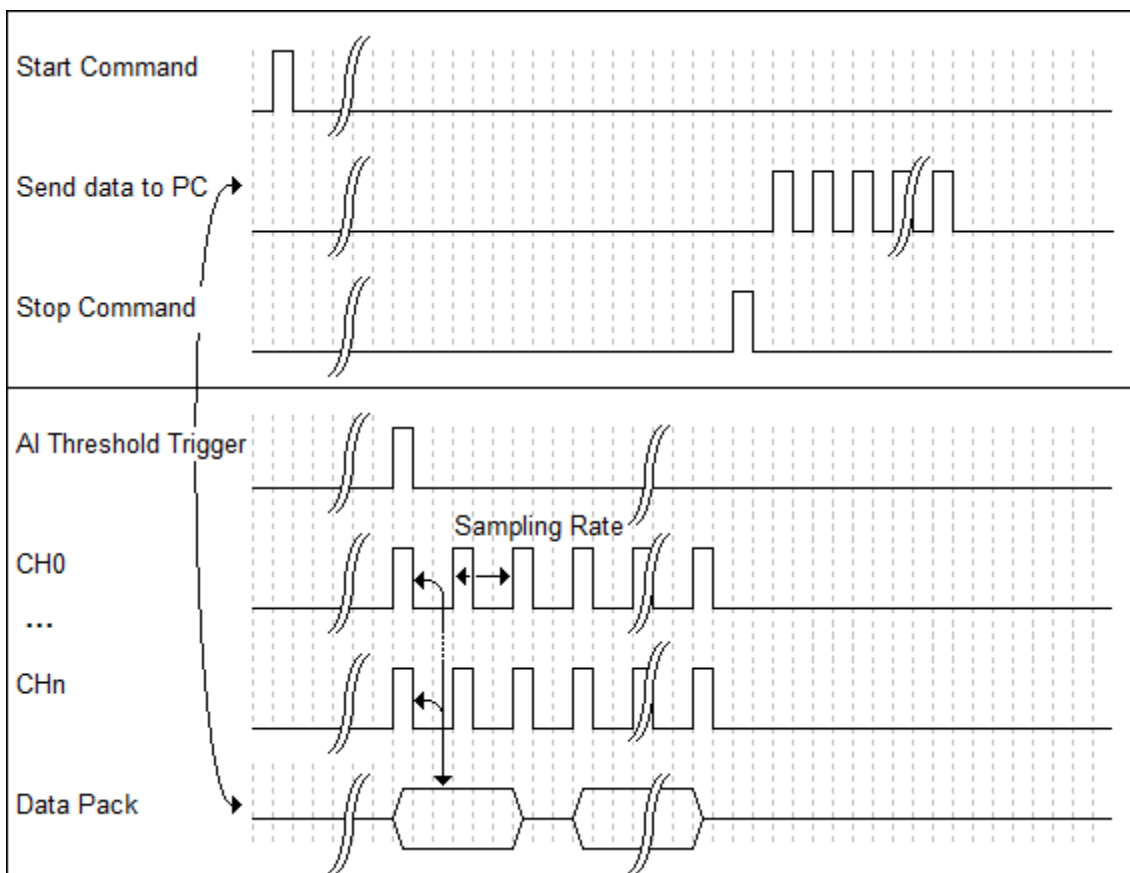 Start Command
Send data to PC
Stop Command
AI Threshold Trigger
Sampling Rate
CH0
...
CHn
Data Pack